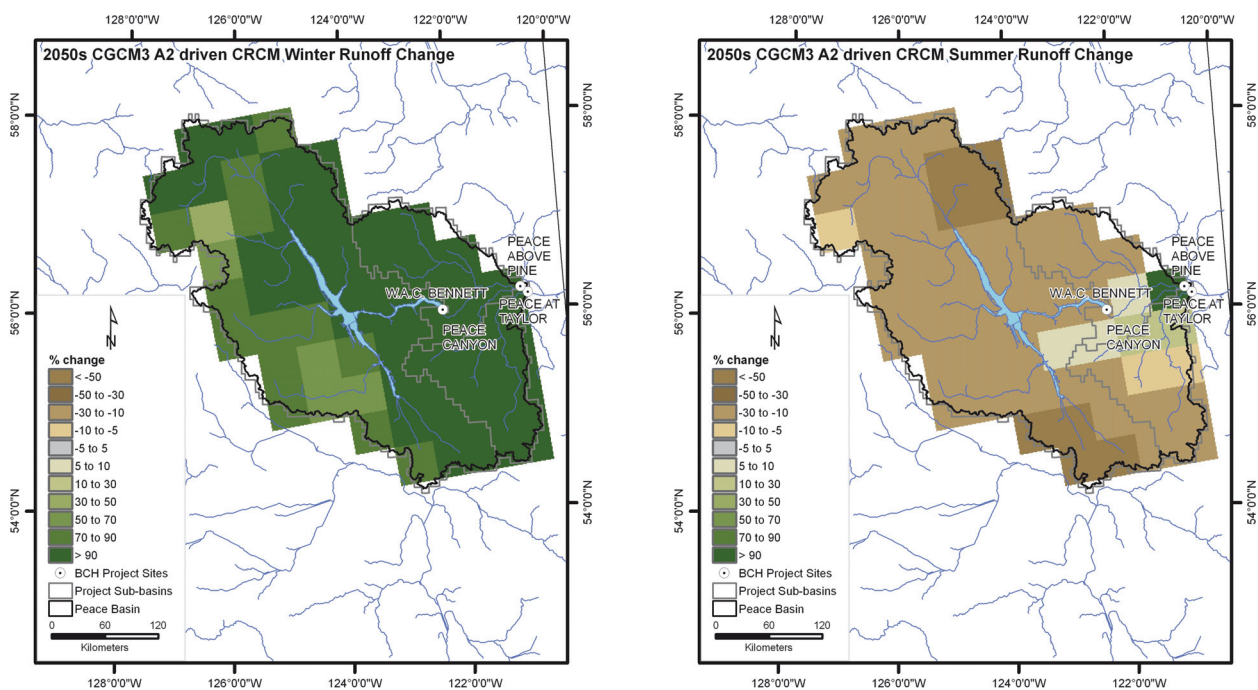 128°0'0"W 126°0'0"W 124°0'0"W 122°0'0"W 120°0'0"W
2050s CGCM3 A2 driven CRCM Winter Runoff Change
58°0'0"N
56°0'0"N
54°0'0"N
58°0'0"N
56°0'0"N
54°0'0"N
PEACE
ABOVE
PINE
W.A.C. BENNETT
PEACE AT
TAYLOR
PEACE
CANYON
N
% change
< -50
-50 to -30
-30 to -10
-10 to -5
-5 to 5
5 to 10
10 to 30
30 to 50
50 to 70
70 to 90
> 90
BCH Project Sites
Project Sub-basins
Peace Basin
0 60 120
Kilometers
128°0'0"W 126°0'0"W 124°0'0"W 122°0'0"W
128°0'0"W 126°0'0"W 124°0'0"W 122°0'0"W 120°0'0"W
2050s CGCM3 A2 driven CRCM Summer Runoff Change
58°0'0"N
56°0'0"N
54°0'0"N
58°0'0"N
56°0'0"N
54°0'0"N
PEACE
ABOVE
PINE
W.A.C. BENNETT
PEACE AT
TAYLOR
PEACE
CANYON
N
% change
< -50
-50 to -30
-30 to -10
-10 to -5
-5 to 5
5 to 10
10 to 30
30 to 50
50 to 70
70 to 90
> 90
BCH Project Sites
Project Sub-basins
Peace Basin
0 60 120
Kilometers
128°0'0"W 126°0'0"W 124°0'0"W 122°0'0"W